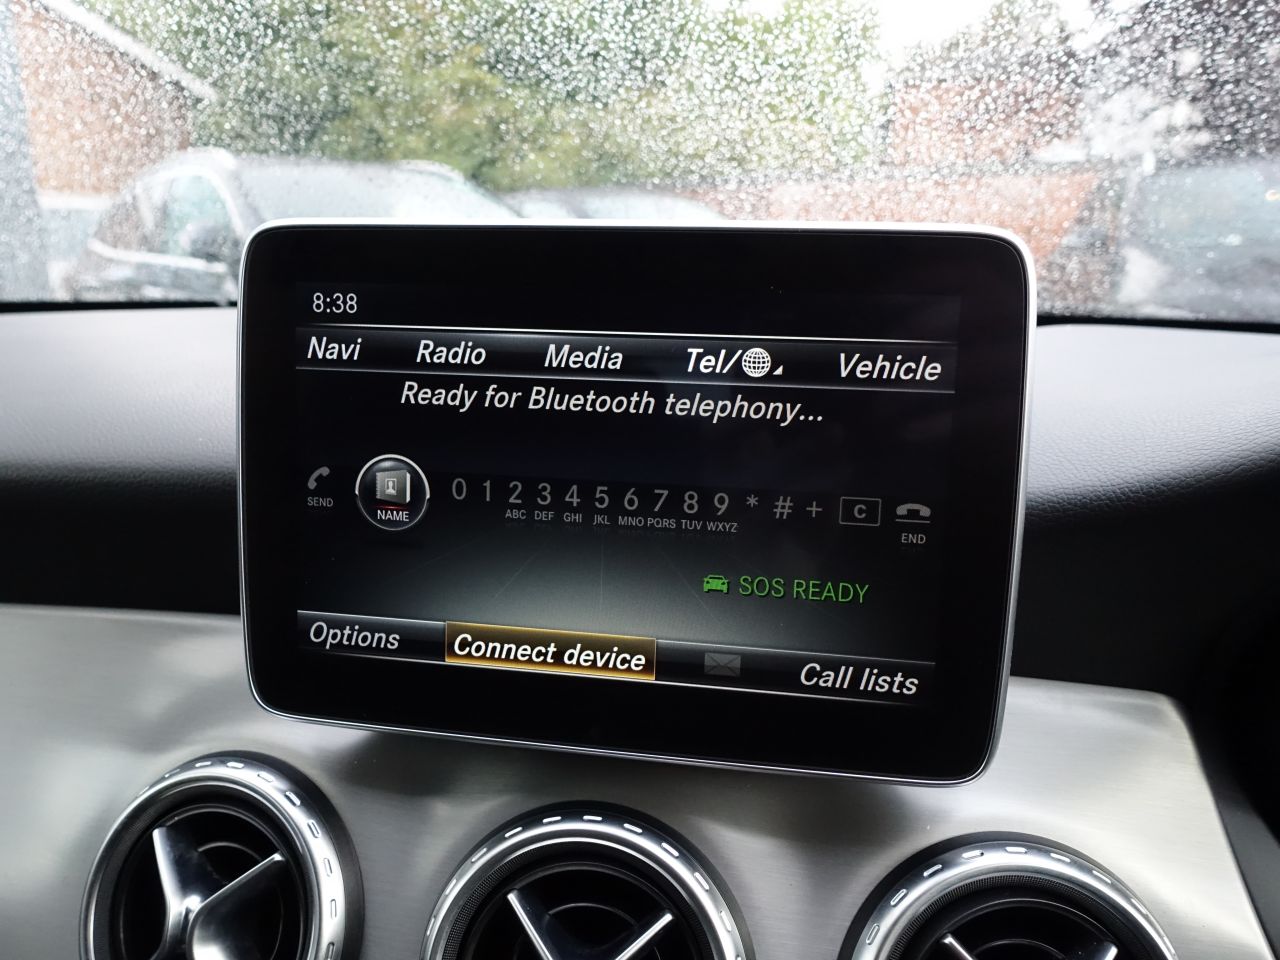 8:38
Navi Radio Media Tel/ Vehicle
Ready for Bluetooth telephony...
SEND NAME 0 1 2 3 4 5 6 7 8 9 * # + C END
ABC DEF GHI JKL MNO PQRS TUV WXYZ
SOS READY
Options Connect device Call lists